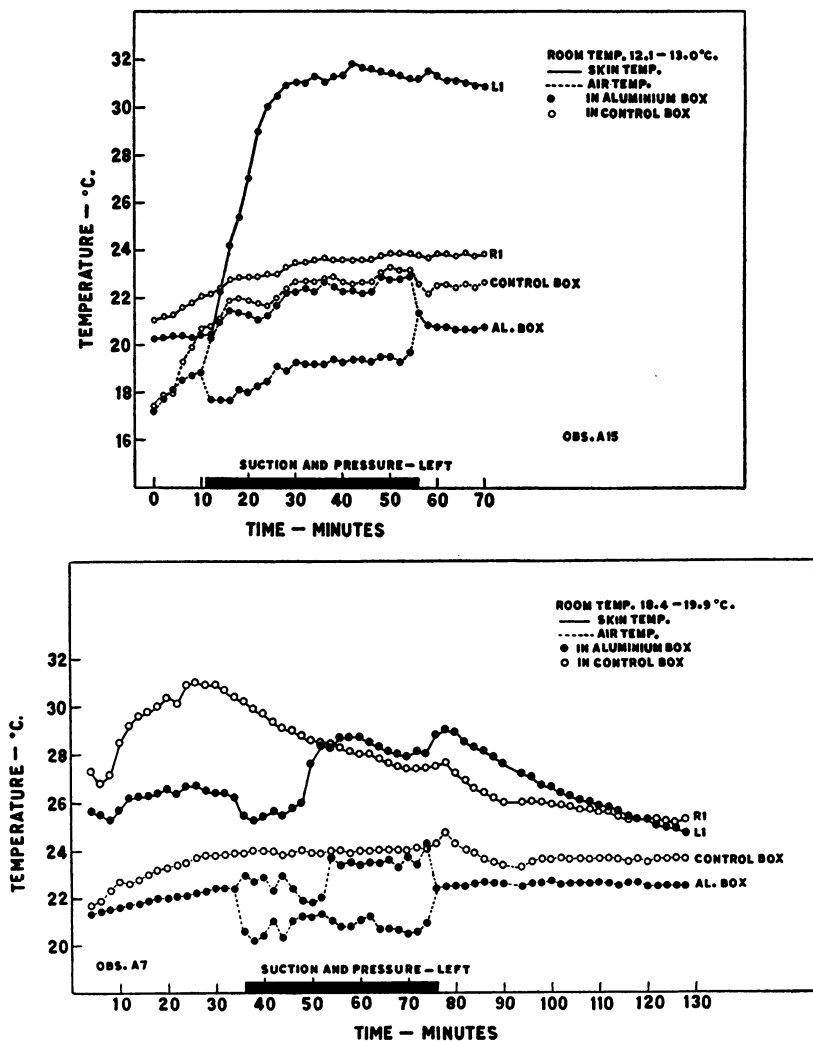 ROOM TEMP. 12.1 – 13.0°C.
SKIN TEMP.
AIR TEMP.
IN ALUMINIUM BOX
IN CONTROL BOX
32
30
28
26
24
22
20
18
16
TEMPERATURE — °C.
L1
R1
CONTROL BOX
AL. BOX
OBS. A15
SUCTION AND PRESSURE – LEFT
0 10 20 30 40 50 60 70
TIME — MINUTES
ROOM TEMP. 18.4 – 19.9 °C.
SKIN TEMP.
AIR TEMP.
IN ALUMINIUM BOX
IN CONTROL BOX
32
30
28
26
24
22
20
TEMPERATURE — °C.
R1
L1
CONTROL BOX
AL. BOX
OBS. A7
SUCTION AND PRESSURE – LEFT
10 20 30 40 50 60 70 80 90 100 110 120 130
TIME — MINUTES